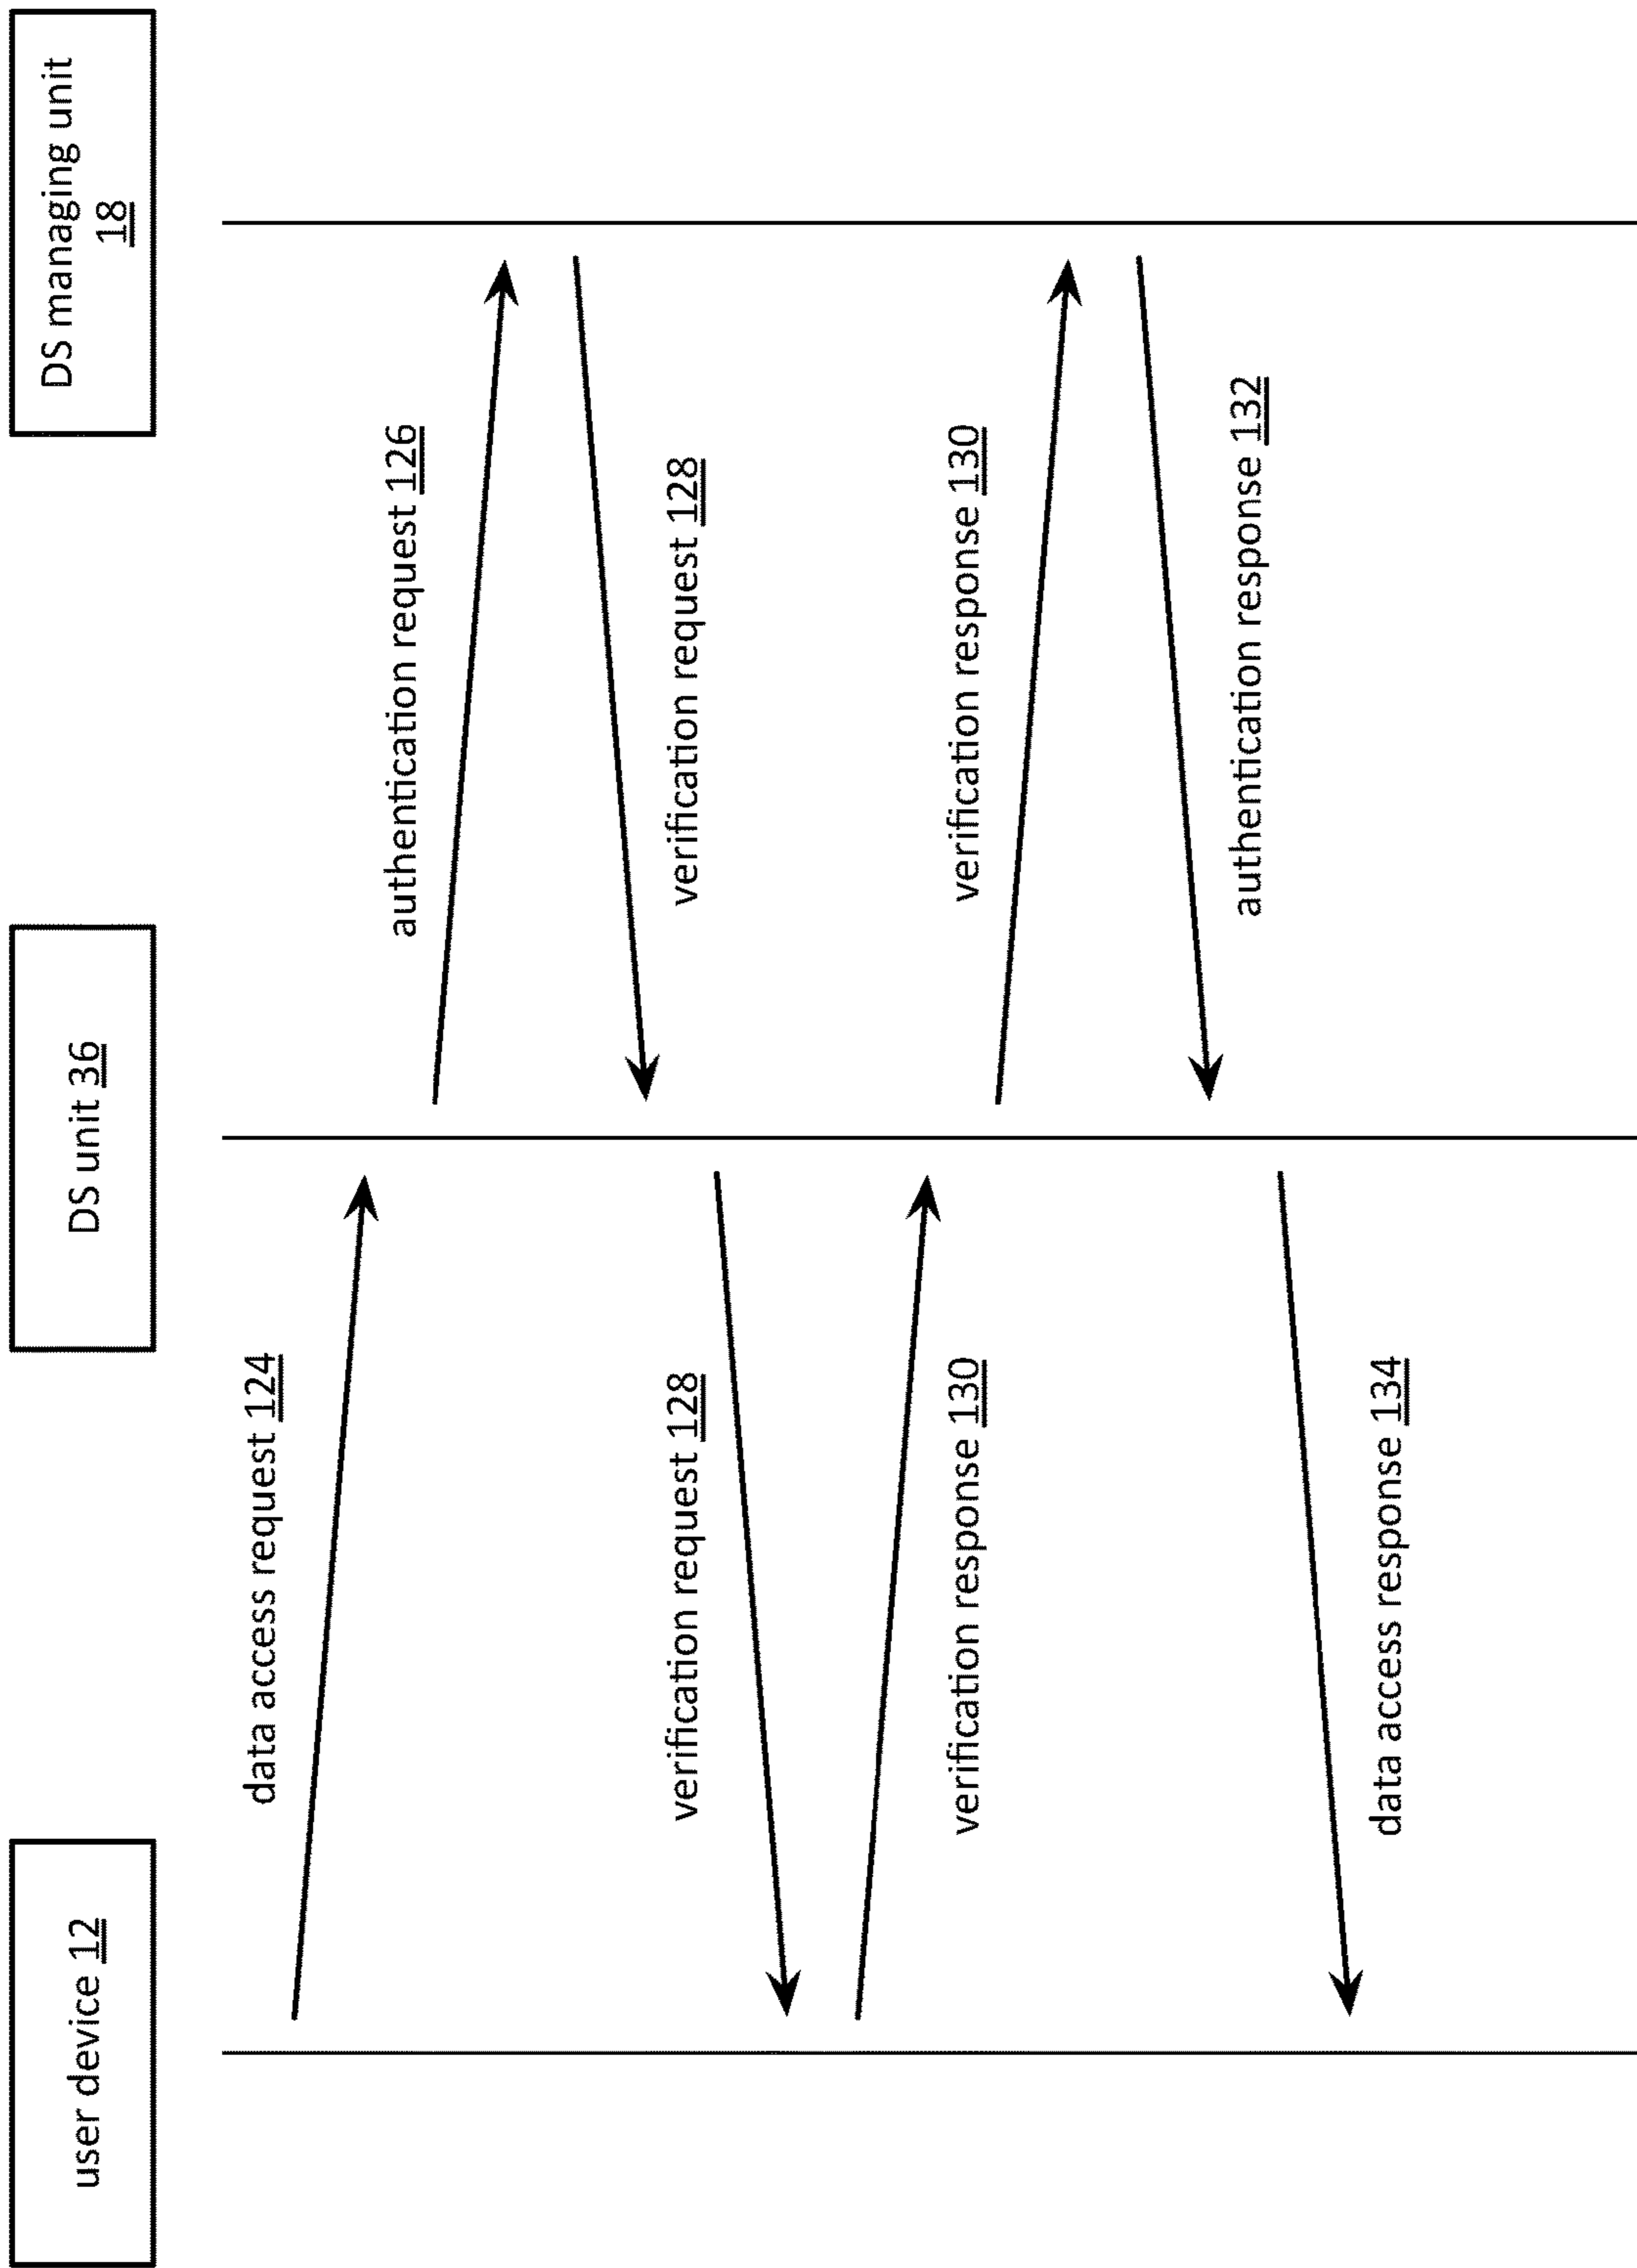 user device 12
DS unit 36
DS managing unit
18
data access request 124
authentication request 126
verification request 128
verification request 128
verification response 130
verification response 130
authentication response 132
data access response 134